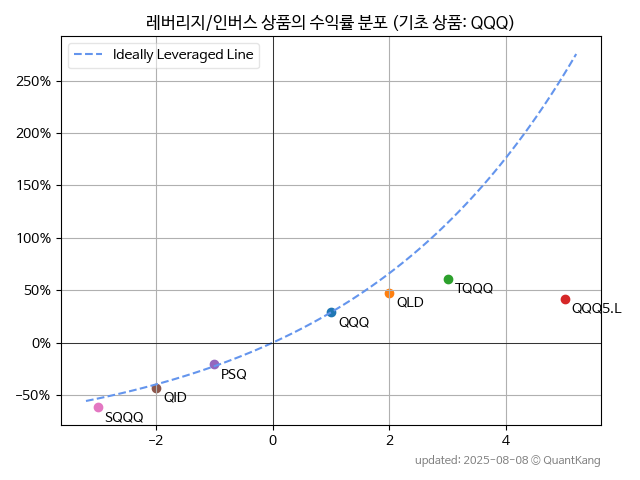 레버리지/인버스 상품의 수익률 분포 (기초 상품: QQQ)
Ideally Leveraged Line
250%
200%
150%
100%
50%
0%
−50%
TQQQ
QLD
QQQ5.L
QQQ
PSQ
QID
SQQQ
−2 0 2 4
updated: 2025-08-08 © QuantKang